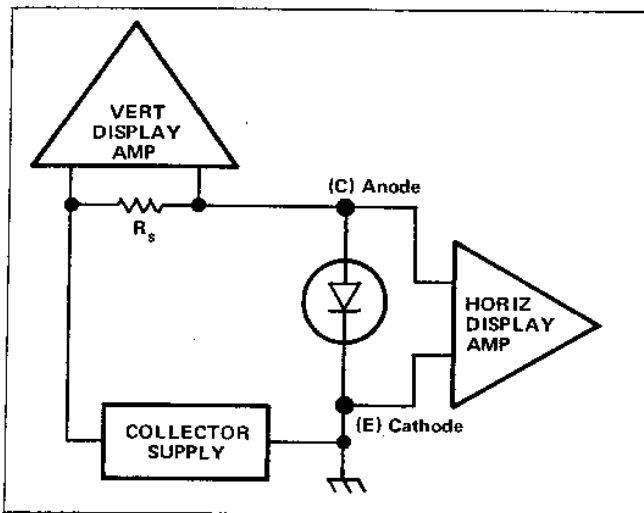 VERT
DISPLAY
AMP
(C) Anode
Rs
HORIZ
DISPLAY
AMP
(E) Cathode
COLLECTOR
SUPPLY